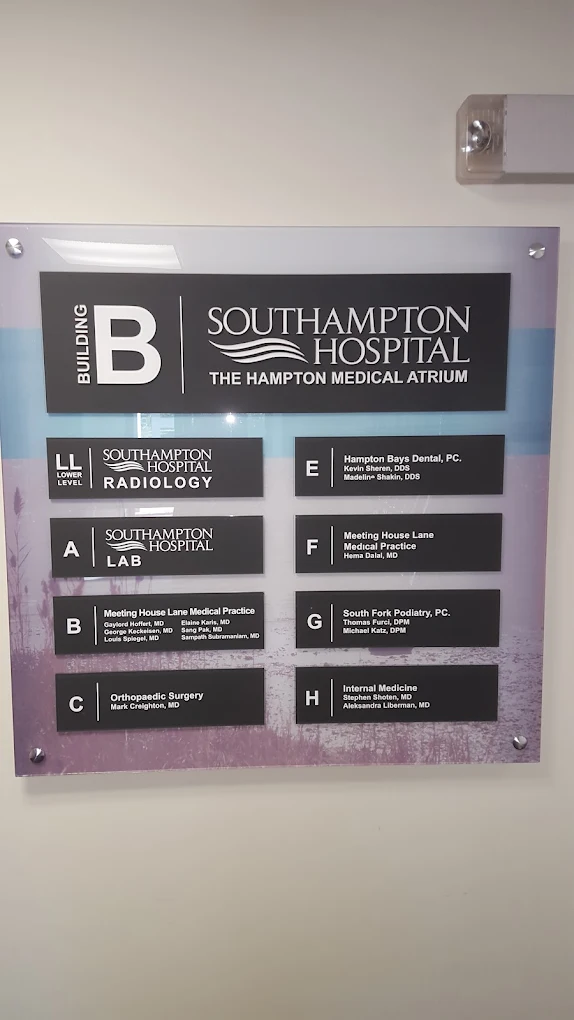 BUILDING
B
SOUTHAMPTON
HOSPITAL
THE HAMPTON MEDICAL ATRIUM
LL
LOWER
LEVEL
SOUTHAMPTON
HOSPITAL
RADIOLOGY
A
SOUTHAMPTON
HOSPITAL
LAB
B
Meeting House Lane Medical Practice
Gaylord Hoffert, MD Elaine Karis, MD
George Keckeisen, MD Sang Pak, MD
Louis Spiegel, MD Sampath Subramaniam, MD
C
Orthopaedic Surgery
Mark Creighton, MD
E
Hampton Bays Dental, PC.
Kevin Sheren, DDS
Madeline Shakin, DDS
F
Meeting House Lane
Medical Practice
Hema Dalal, MD
G
South Fork Podiatry, PC.
Thomas Furci, DPM
Michael Katz, DPM
H
Internal Medicine
Stephen Shoten, MD
Aleksandra Liberman, MD